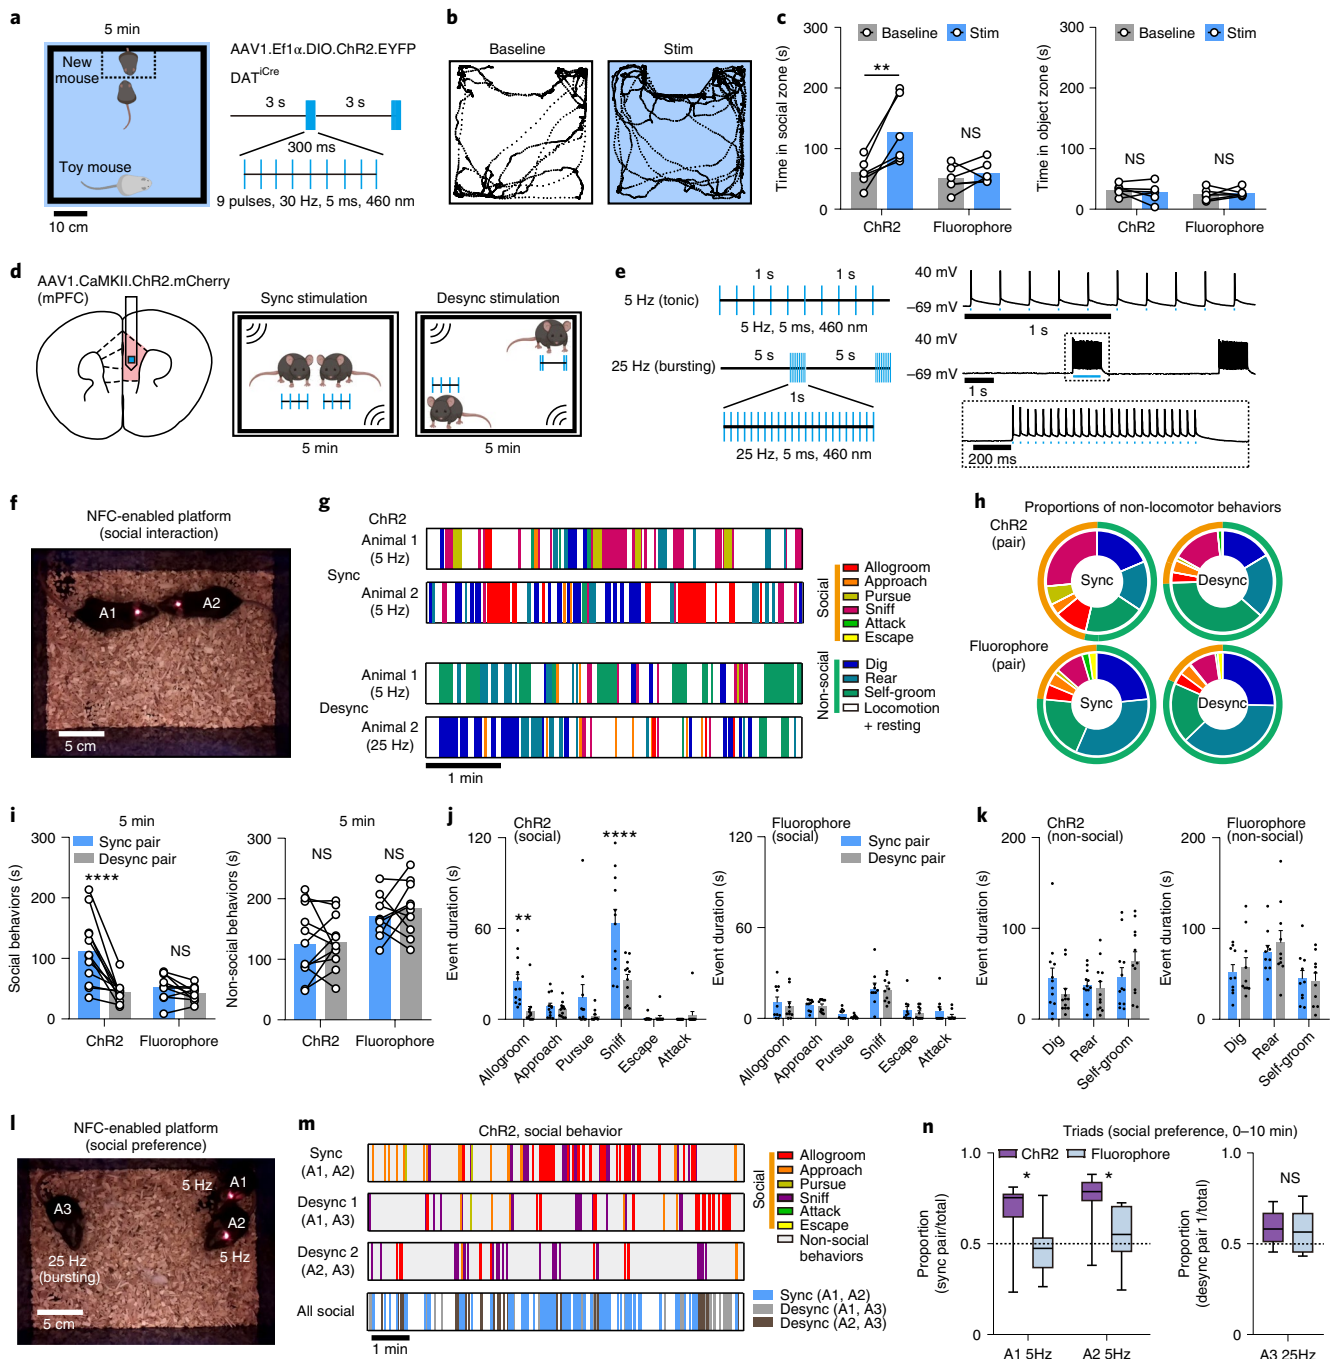 a
5 min
New
mouse
Toy mouse
10 cm
AAV1.Ef1α.DIO.ChR2.EYFP
DATiCre
3 s 3 s
300 ms
9 pulses, 30 Hz, 5 ms, 460 nm
b
Baseline Stim
c
Baseline Stim
Time in social zone (s)
300
200
100
0
**
NS
ChR2 Fluorophore
Baseline Stim
Time in object zone (s)
300
200
100
0
NS NS
ChR2 Fluorophore
d
AAV1.CaMKII.ChR2.mCherry
(mPFC)
Sync stimulation Desync stimulation
5 min 5 min
e
1 s 1 s
5 Hz (tonic)
5 Hz, 5 ms, 460 nm
5 s 5 s
25 Hz (bursting)
1s
25 Hz, 5 ms, 460 nm
40 mV
–69 mV
1 s
40 mV
–69 mV
1 s
200 ms
f
NFC-enabled platform
(social interaction)
A1 A2
5 cm
g
ChR2
Animal 1
(5 Hz)
Sync
Animal 2
(5 Hz)
Animal 1
(5 Hz)
Desync
Animal 2
(25 Hz)
1 min
Social
Allogroom
Approach
Pursue
Sniff
Attack
Escape
Non-social
Dig
Rear
Self-groom
Locomotion
+ resting
h
Proportions of non-locomotor behaviors
ChR2
(pair)
Sync Desync
Fluorophore
(pair)
Sync Desync
i
5 min
Social behaviors (s)
300
200
100
0
Sync pair
Desync pair
****
NS
ChR2 Fluorophore
5 min
Non-social behaviors (s)
300
200
100
0
NS NS
ChR2 Fluorophore
j
ChR2
(social)
Event duration (s)
120
60
0
**
****
Allogroom
Approach
Pursue
Sniff
Escape
Attack
Fluorophore
(social)
Sync pair
Desync pair
Event duration (s)
120
60
0
Allogroom
Approach
Pursue
Sniff
Escape
Attack
k
ChR2
(non-social)
Event duration (s)
200
100
0
Dig
Rear
Self-groom
Fluorophore
(non-social)
Event duration (s)
200
100
0
Dig
Rear
Self-groom
l
NFC-enabled platform
(social preference)
A3
25 Hz
(bursting)
5 Hz
A1
A2
5 Hz
5 cm
m
ChR2, social behavior
Sync
(A1, A2)
Desync 1
(A1, A3)
Desync 2
(A2, A3)
All social
1 min
Social
Allogroom
Approach
Pursue
Sniff
Attack
Escape
Non-social
behaviors
Sync (A1, A2)
Desync (A1, A3)
Desync (A2, A3)
n
Triads (social preference, 0–10 min)
ChR2 Fluorophore
Proportion
(sync pair/total)
1.0
0.5
0
* *
A1 5Hz A2 5Hz
Proportion
(desync pair 1/total)
1.0
0.5
0
NS
A3 25Hz